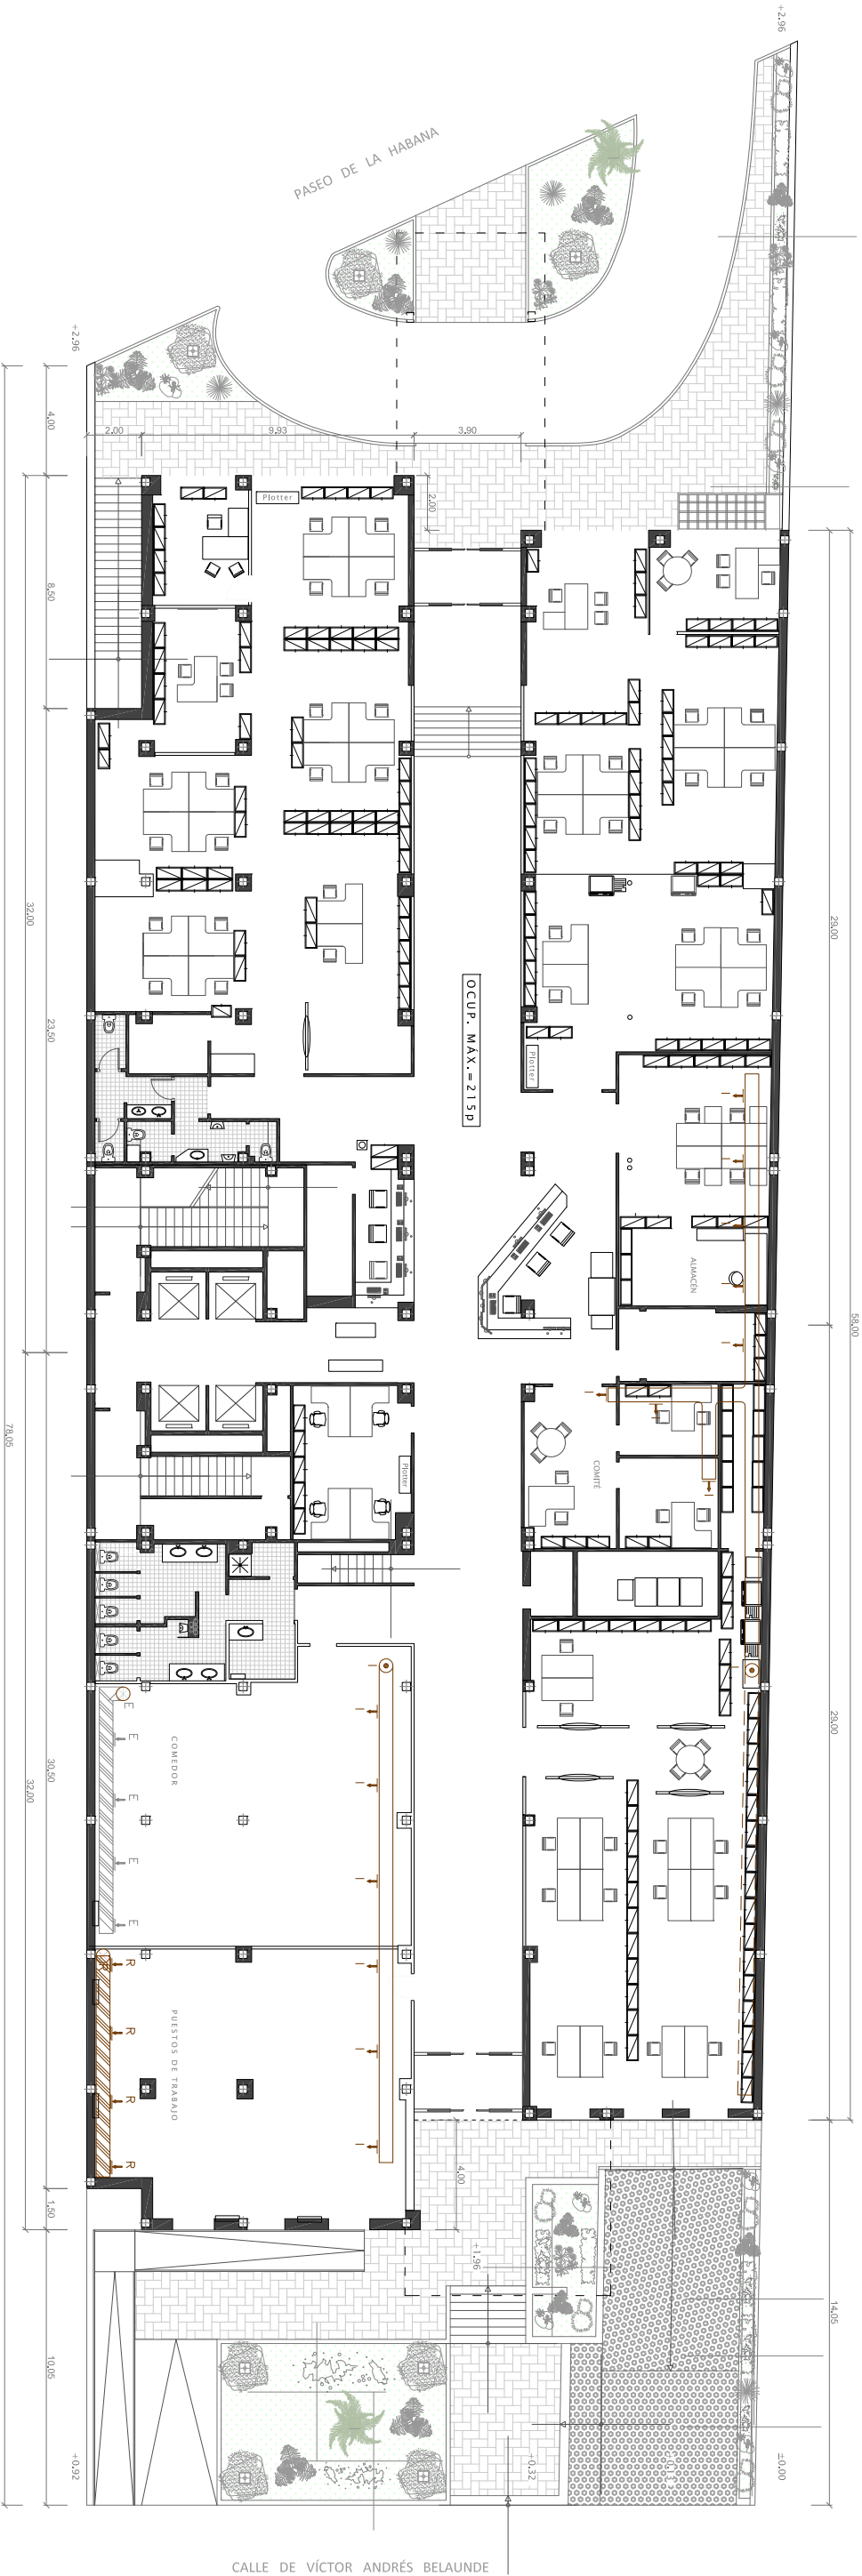 +2.96
PASEO DE LA HABANA
+2.96
4.00
2.00
9.93
3.90
2.00
Plotter
8.50
32.00
29.00
23.50
OCUP. MÁX.=215p
Plotter
ALMACÉN
58.00
78.05
Plotter
COMITÉ
29.00
COMEDOR
E
E
E
E
E
30.50
32.00
R
R
R
R
R
PUESTOS DE TRABAJO
4.00
1.50
+1.96
14.05
10.05
+0.92
+0.32
±0.00
CALLE DE VÍCTOR ANDRÉS BELAUNDE